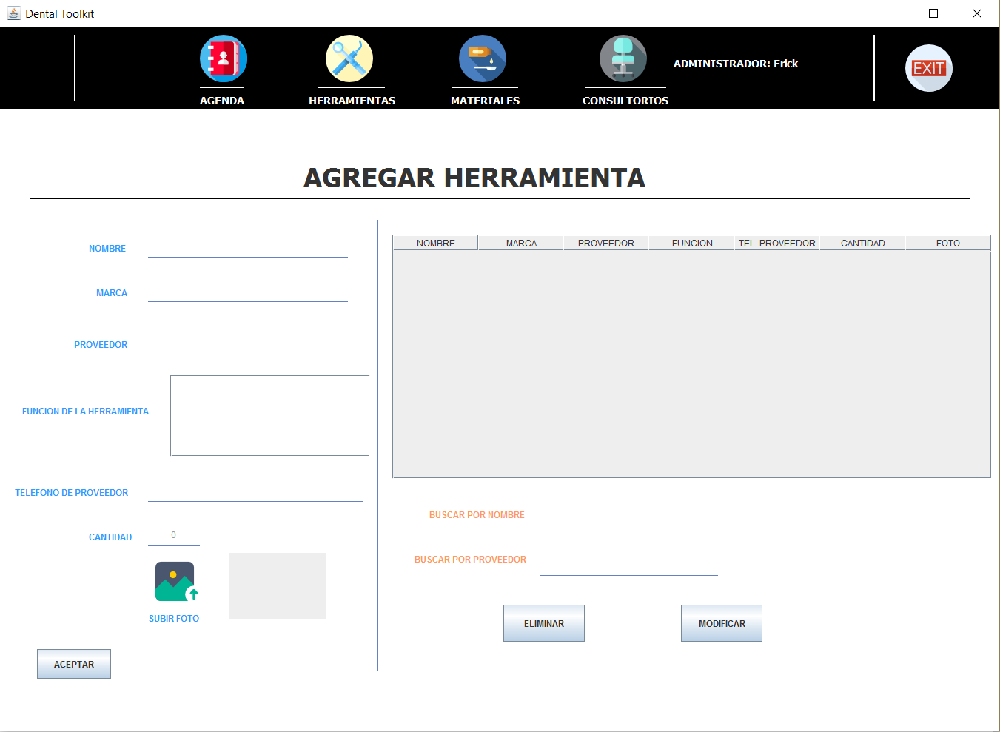 Dental Toolkit
AGENDA
HERRAMIENTAS
MATERIALES
CONSULTORIOS
ADMINISTRADOR: Erick
EXIT
AGREGAR HERRAMIENTA
NOMBRE
MARCA
PROVEEDOR
FUNCION DE LA HERRAMIENTA
TELEFONO DE PROVEEDOR
CANTIDAD 0
SUBIR FOTO
ACEPTAR
NOMBRE MARCA PROVEEDOR FUNCION TEL. PROVEEDOR CANTIDAD FOTO
BUSCAR POR NOMBRE
BUSCAR POR PROVEEDOR
ELIMINAR MODIFICAR